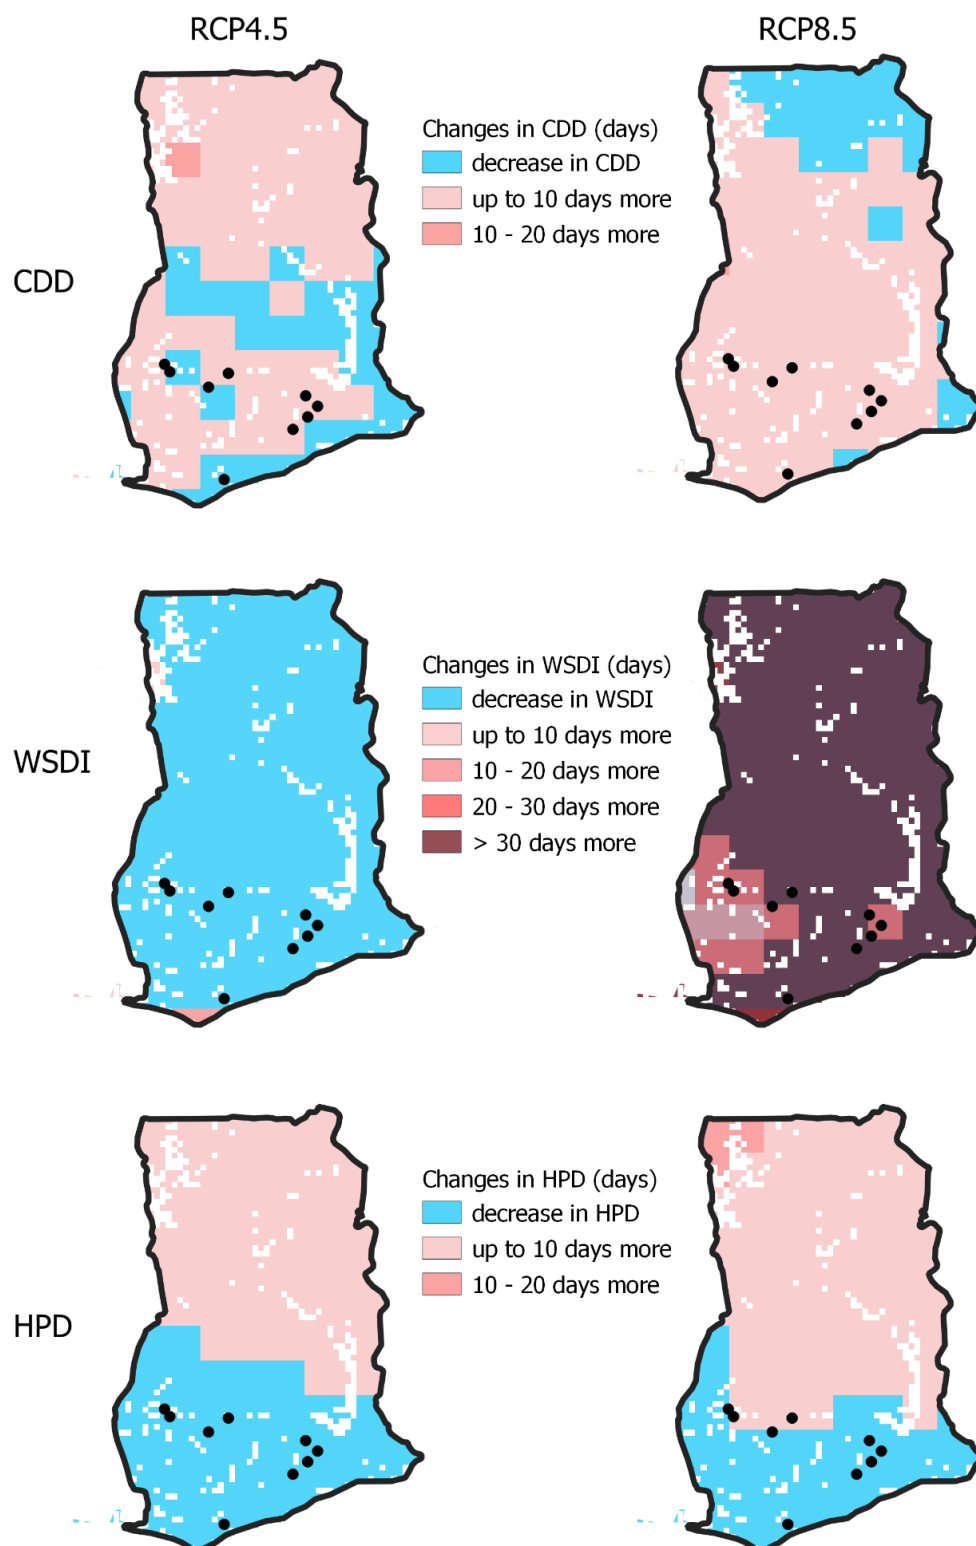 RCP4.5
RCP8.5
Changes in CDD (days)
decrease in CDD
up to 10 days more
10 - 20 days more
CDD
Changes in WSDI (days)
decrease in WSDI
up to 10 days more
10 - 20 days more
20 - 30 days more
> 30 days more
WSDI
Changes in HPD (days)
decrease in HPD
up to 10 days more
10 - 20 days more
HPD